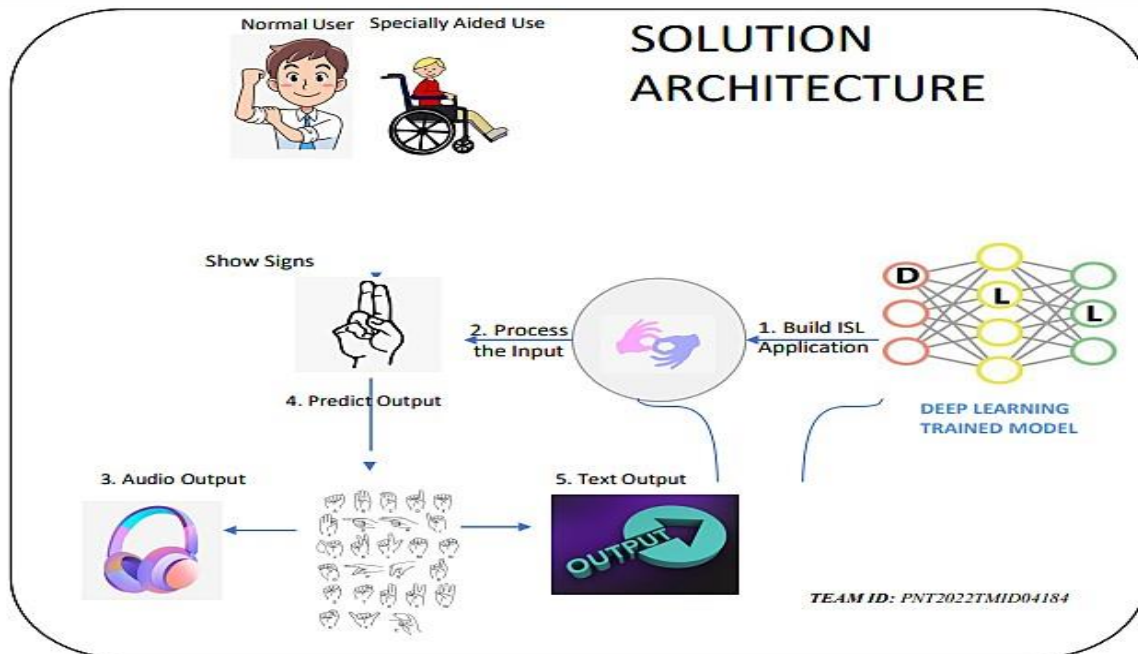 Normal User
Specially Aided Use
SOLUTION
ARCHITECTURE
Show Signs
2. Process
the Input
1. Build ISL
Application
D
L
L
4. Predict Output
DEEP LEARNING
TRAINED MODEL
3. Audio Output
5. Text Output
OUTPUT
TEAM ID: PNT2022TMID04184